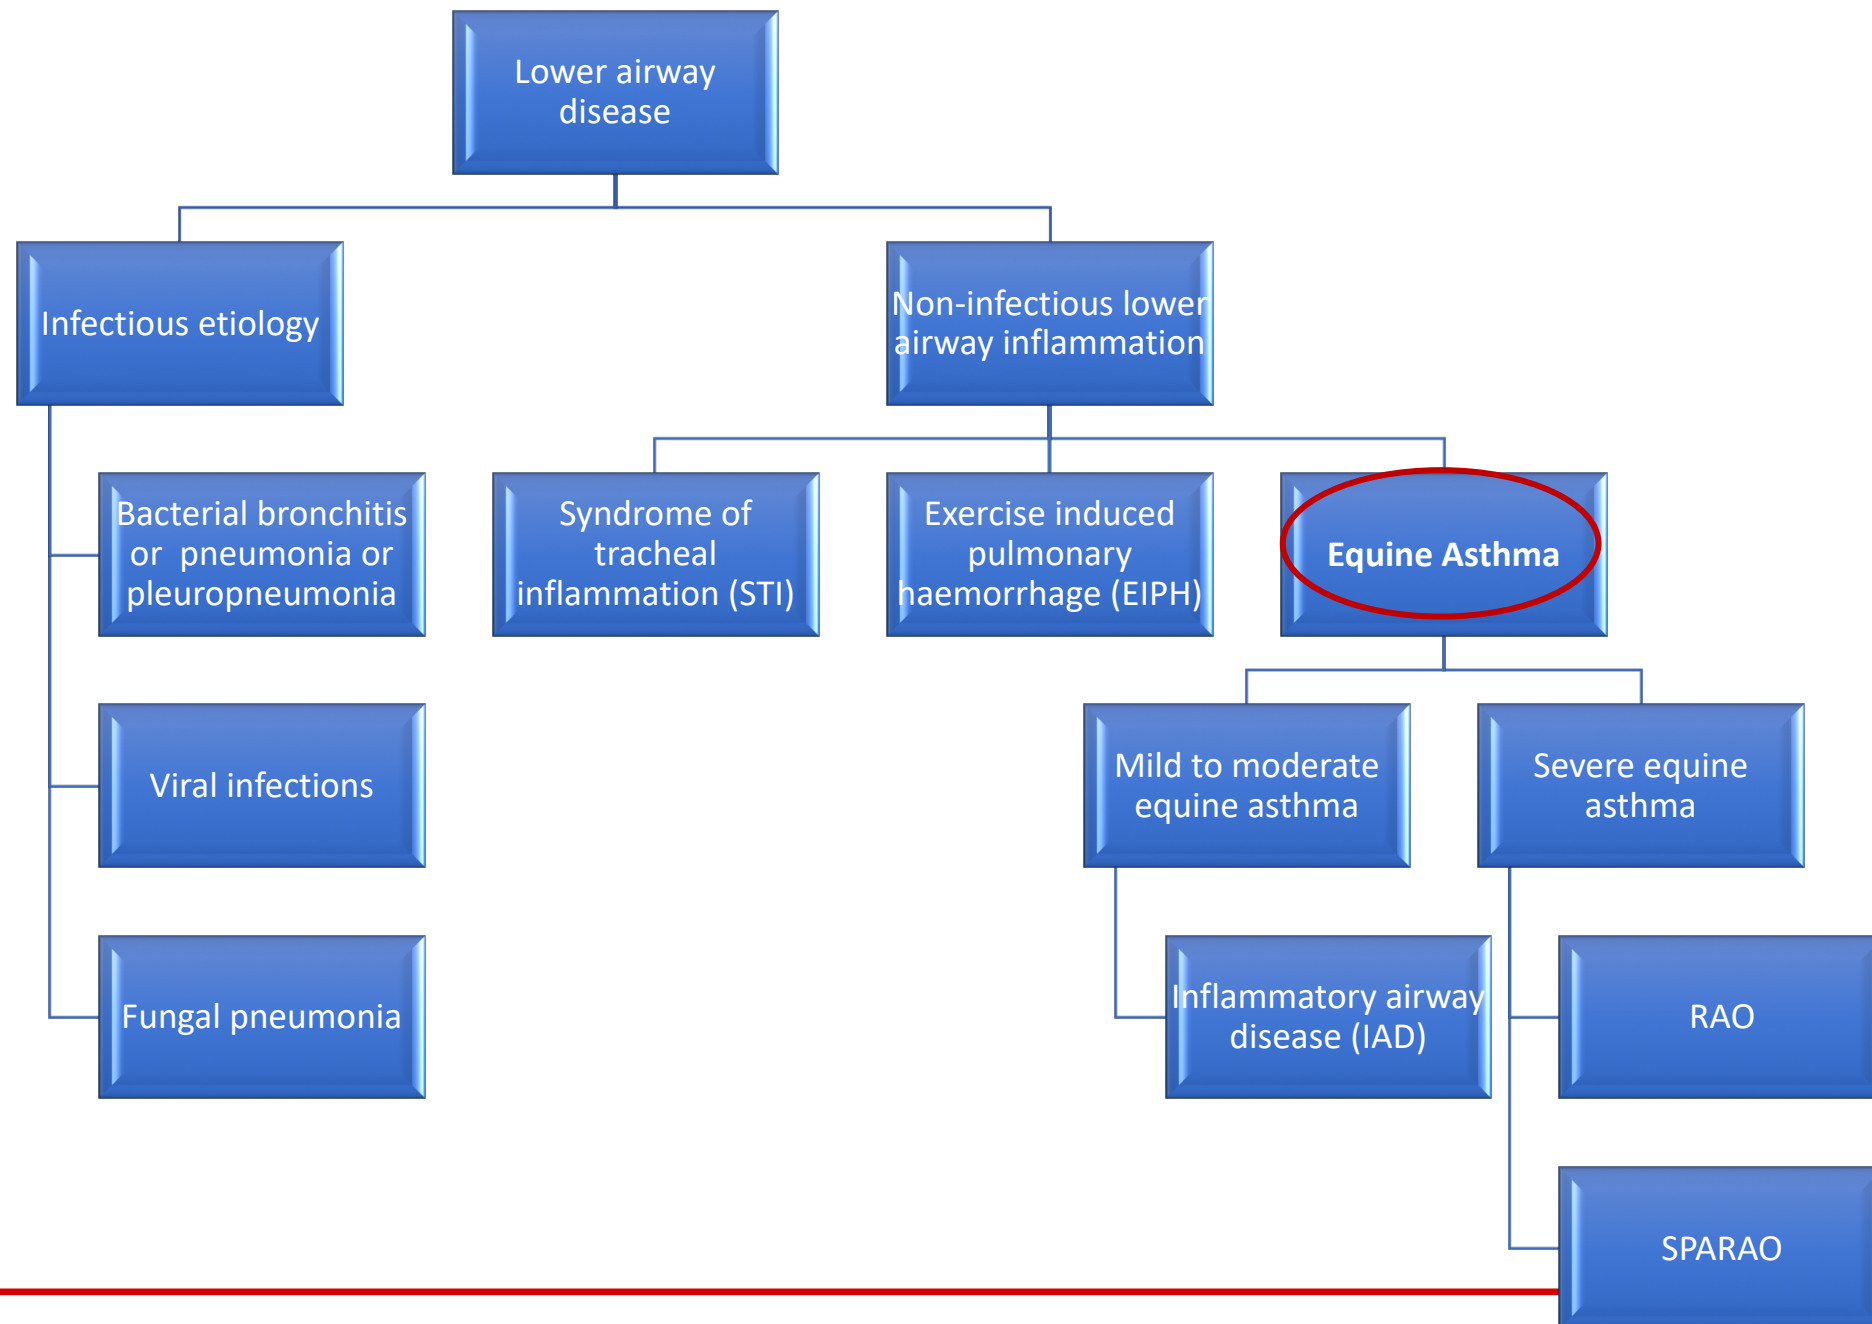 Lower airway
disease
Infectious etiology
Non-infectious lower
airway inflammation
Bacterial bronchitis
or pneumonia or
pleuropneumonia
Syndrome of
tracheal
inflammation (STI)
Exercise induced
pulmonary
haemorrhage (EIPH)
Equine Asthma
Viral infections
Mild to moderate
equine asthma
Severe equine
asthma
Fungal pneumonia
Inflammatory airway
disease (IAD)
RAO
SPARAO